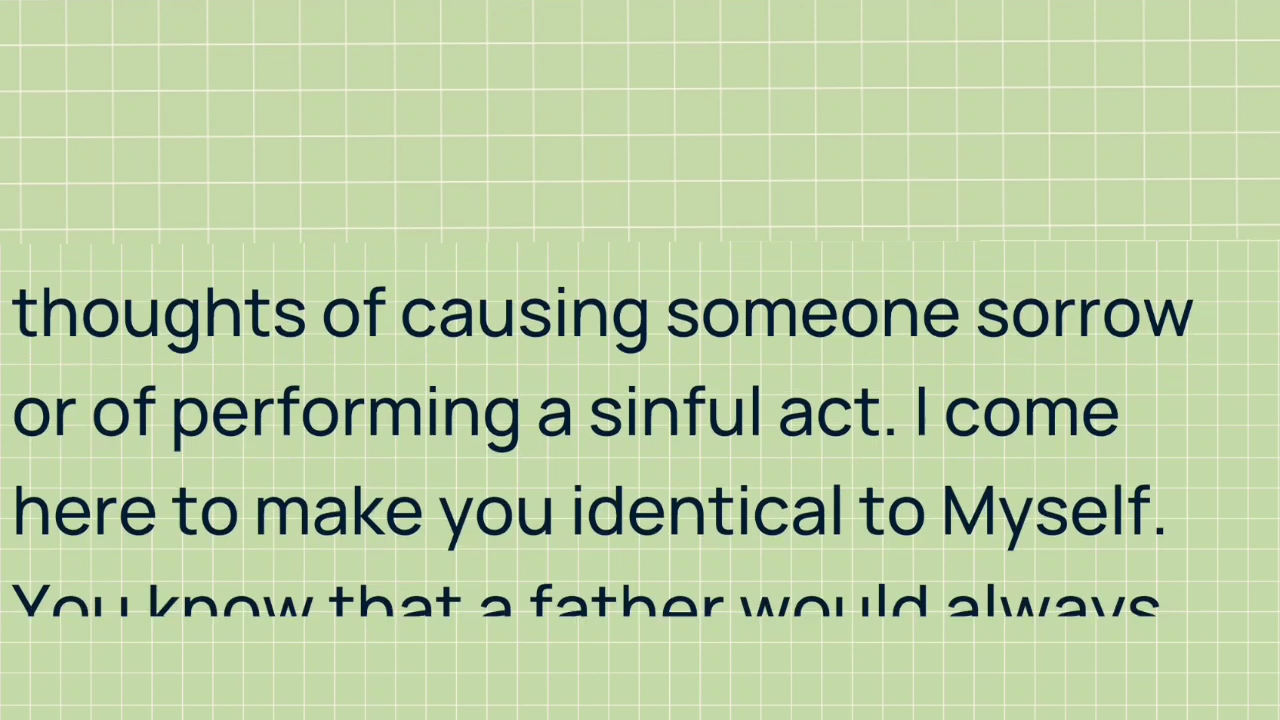 thoughts of causing someone sorrow
or of performing a sinful act. I come
here to make you identical to Myself.
You know that a father would always